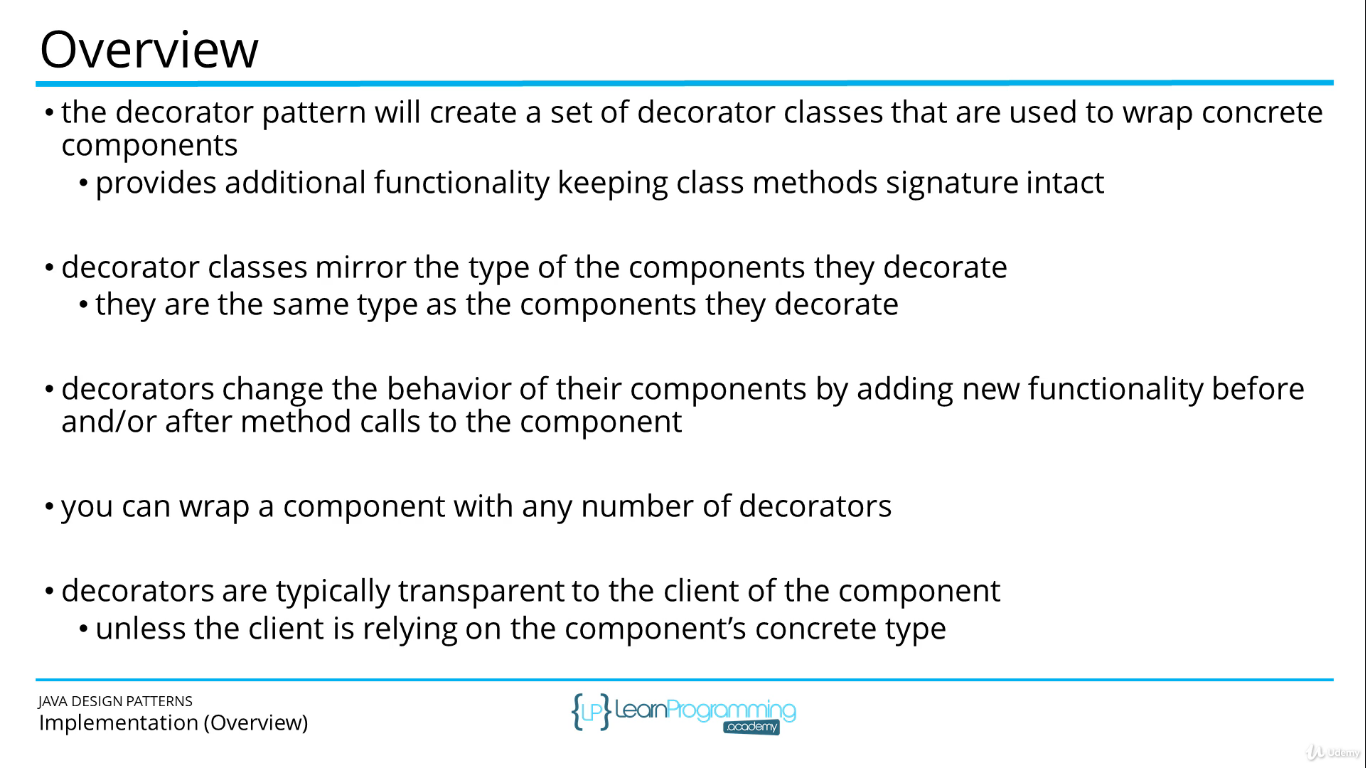 Overview
• the decorator pattern will create a set of decorator classes that are used to wrap concrete
components
• provides additional functionality keeping class methods signature intact
• decorator classes mirror the type of the components they decorate
• they are the same type as the components they decorate
• decorators change the behavior of their components by adding new functionality before
and/or after method calls to the component
• you can wrap a component with any number of decorators
• decorators are typically transparent to the client of the component
• unless the client is relying on the component’s concrete type
JAVA DESIGN PATTERNS
Implementation (Overview)
{LP} LearnProgramming
.academy
Udemy